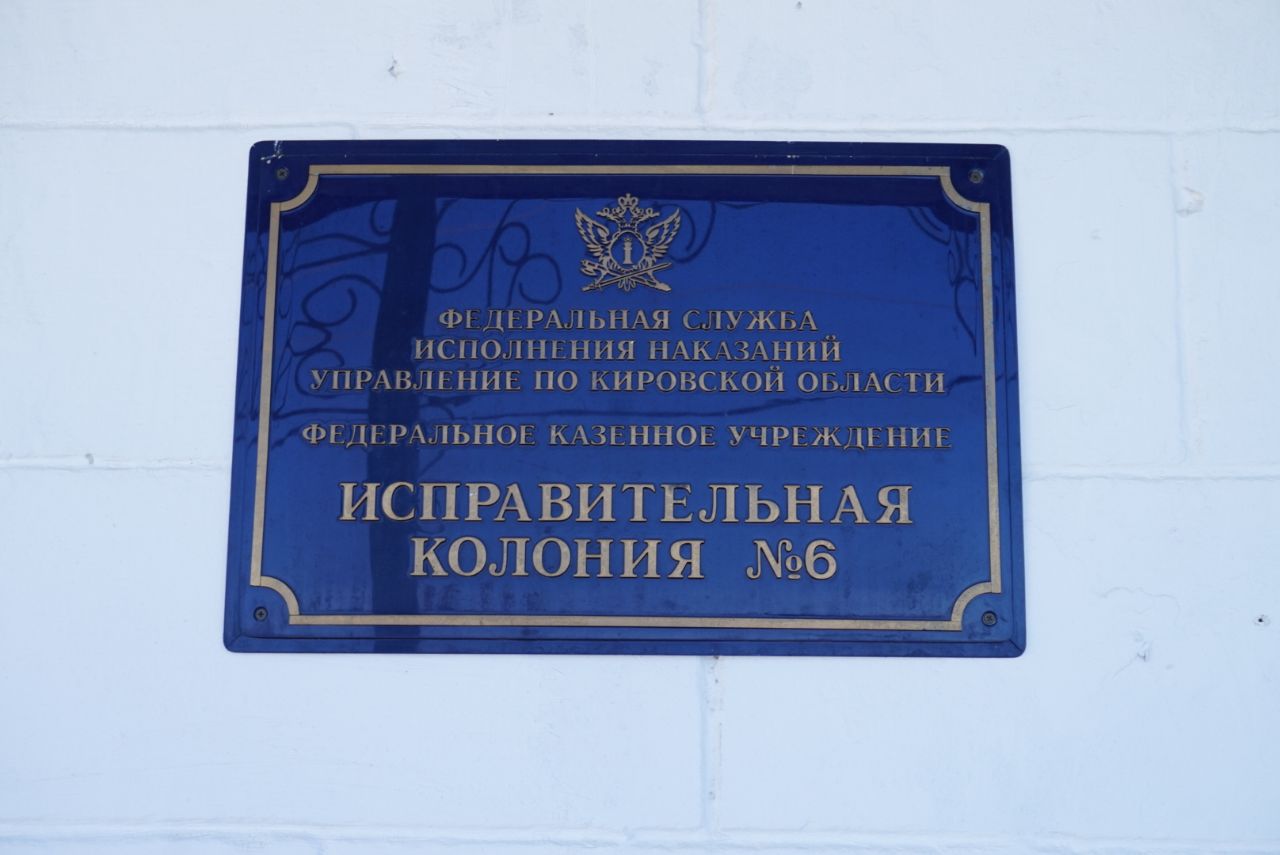 ФЕДЕРАЛЬНАЯ СЛУЖБА
ИСПОЛНЕНИЯ НАКАЗАНИЙ
УПРАВЛЕНИЕ ПО КИРОВСКОЙ ОБЛАСТИ
ФЕДЕРАЛЬНОЕ КАЗЕННОЕ УЧРЕЖДЕНИЕ
ИСПРАВИТЕЛЬНАЯ
КОЛОНИЯ №6